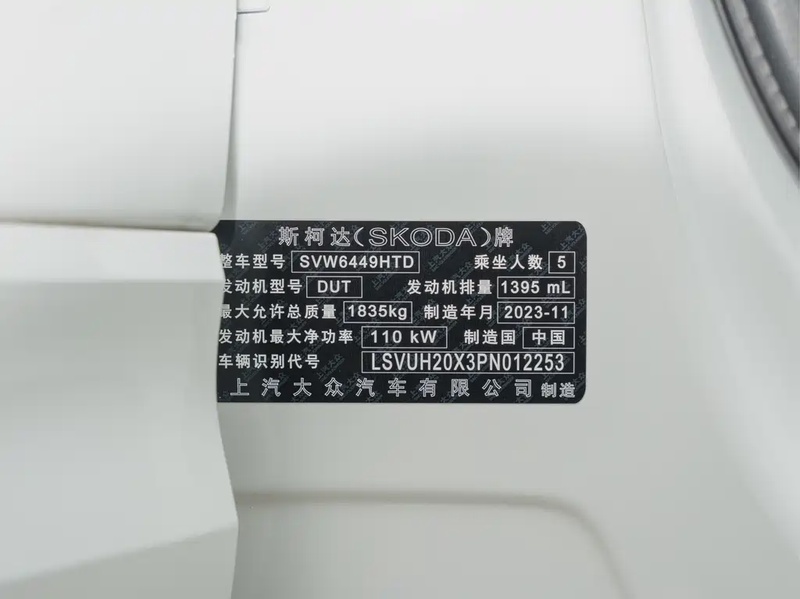 斯柯达(SKODA)牌
整车型号 SVW6449HTD 乘坐人数 5
发动机型号 DUT 发动机排量 1395 mL
最大允许总质量 1835kg 制造年月 2023-11
发动机最大净功率 110 kW 制造国 中国
车辆识别代号 LSVUH20X3PN012253
上汽大众汽车有限公司 制造